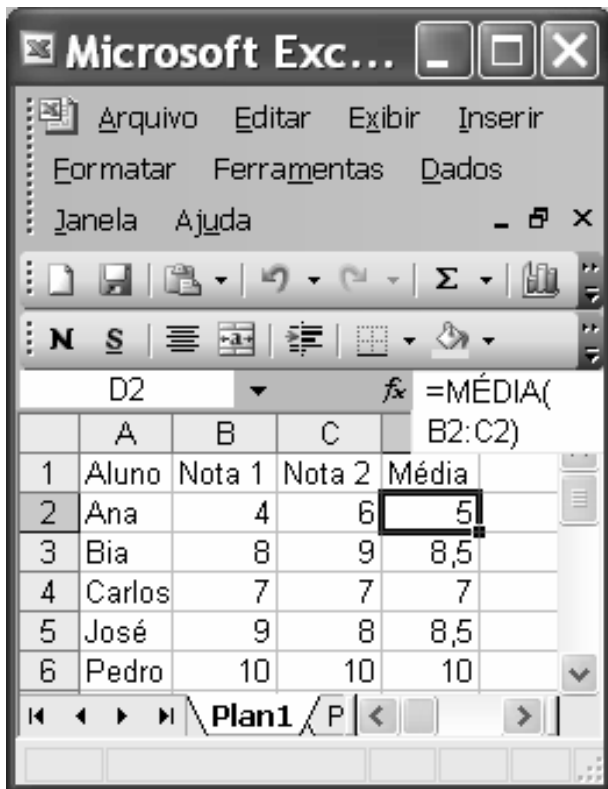 Microsoft Exc...
Arquivo Editar Exibir Inserir
Formatar Ferramentas Dados
Janela Ajuda
Σ
N S a
D2 fx =MÉDIA(
B2:C2)
A B C
1 Aluno Nota 1 Nota 2 Média
2 Ana 4 6 5
3 Bia 8 9 8,5
4 Carlos 7 7 7
5 José 9 8 8,5
6 Pedro 10 10 10
Plan1 P